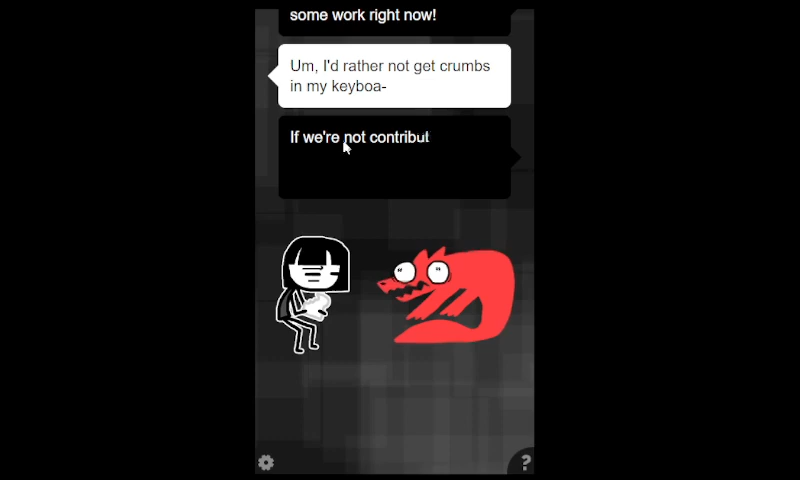 some work right now!
Um, I'd rather not get crumbs
in my keyboa-
If we're not contribut
?